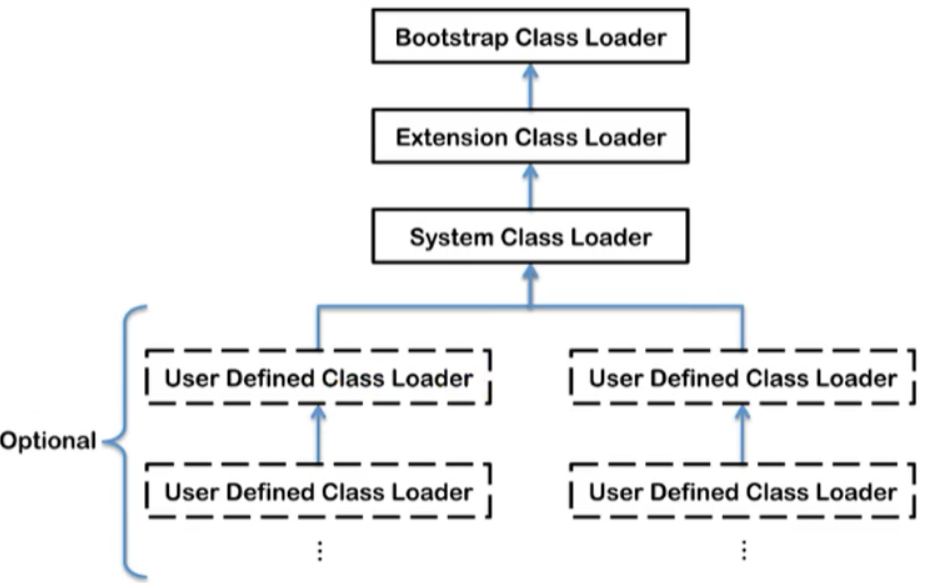 Bootstrap Class Loader
Extension Class Loader
System Class Loader
User Defined Class Loader
User Defined Class Loader
Optional
User Defined Class Loader
User Defined Class Loader
⋮
⋮